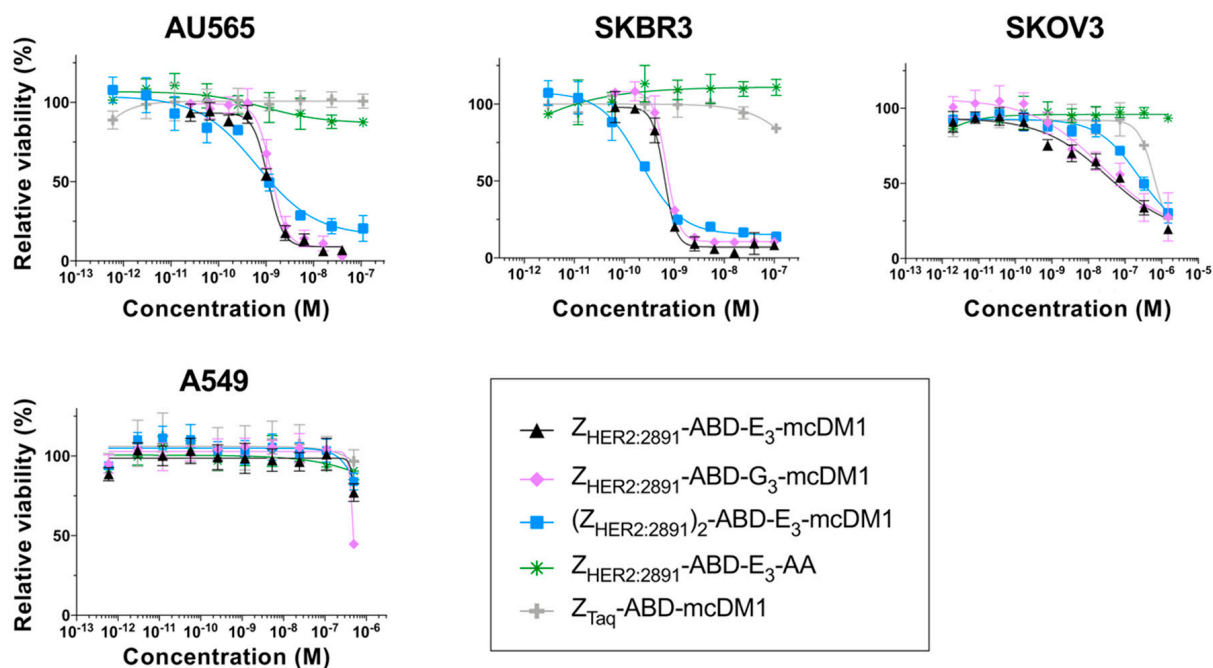 AU565
SKBR3
SKOV3
Relative viability (%)
100
50
0
10-13 10-12 10-11 10-10 10-9 10-8 10-7
Concentration (M)
100
50
0
10-12 10-11 10-10 10-9 10-8 10-7
Concentration (M)
100
50
0
10-13 10-12 10-11 10-10 10-9 10-8 10-7 10-6 10-5
Concentration (M)
A549
Relative viability (%)
100
50
0
10-13 10-12 10-11 10-10 10-9 10-8 10-7 10-6
Concentration (M)
ZHER2:2891-ABD-E3-mcDM1
ZHER2:2891-ABD-G3-mcDM1
(ZHER2:2891)2-ABD-E3-mcDM1
ZHER2:2891-ABD-E3-AA
ZTaq-ABD-mcDM1